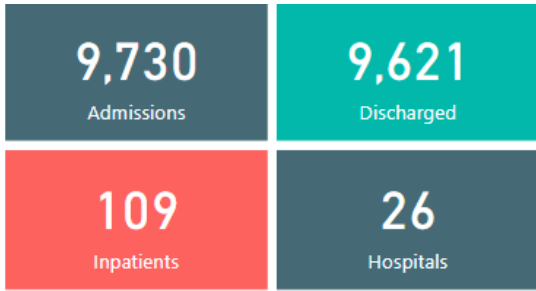 9,730
Admissions
9,621
Discharged
109
Inpatients
26
Hospitals